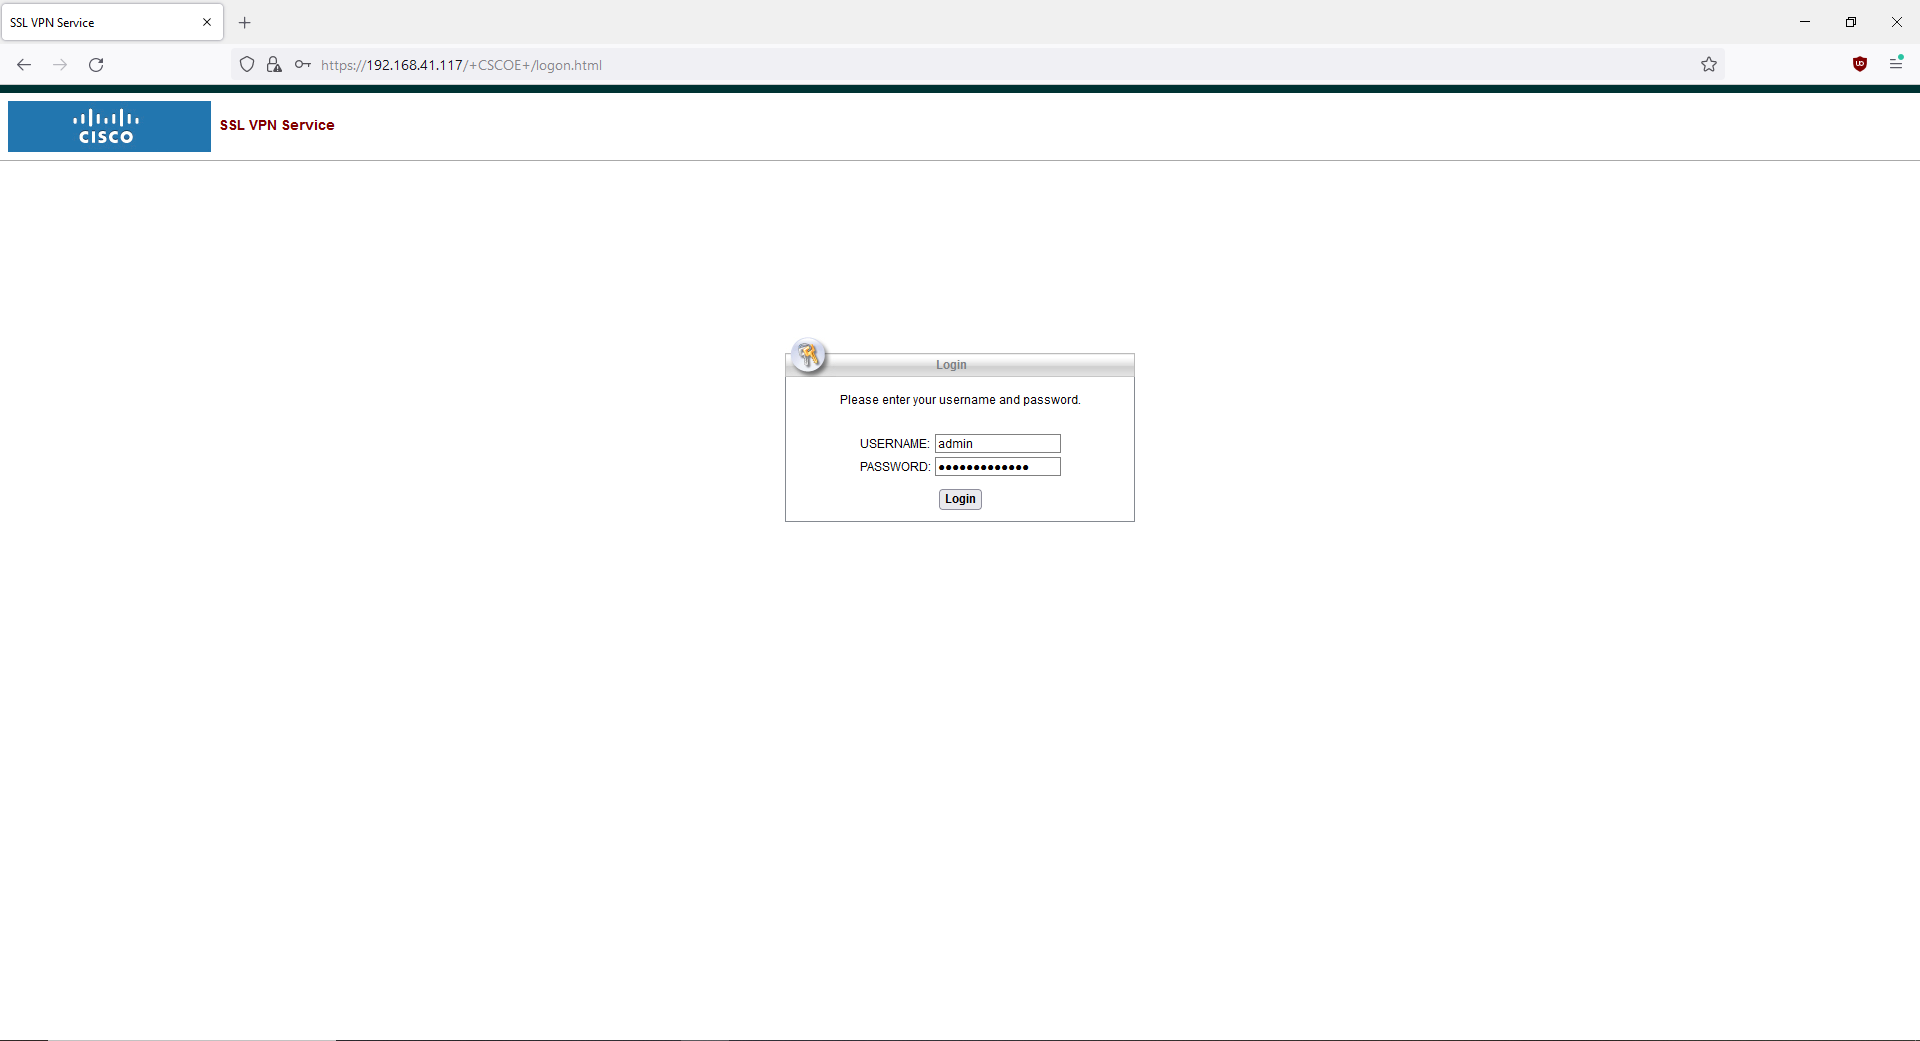 SSL VPN Service
https://192.168.41.117/+CSCOE+/logon.html
CISCO
SSL VPN Service
Login
Please enter your username and password.
USERNAME: admin
PASSWORD: ●●●●●●●●●●●●●
Login